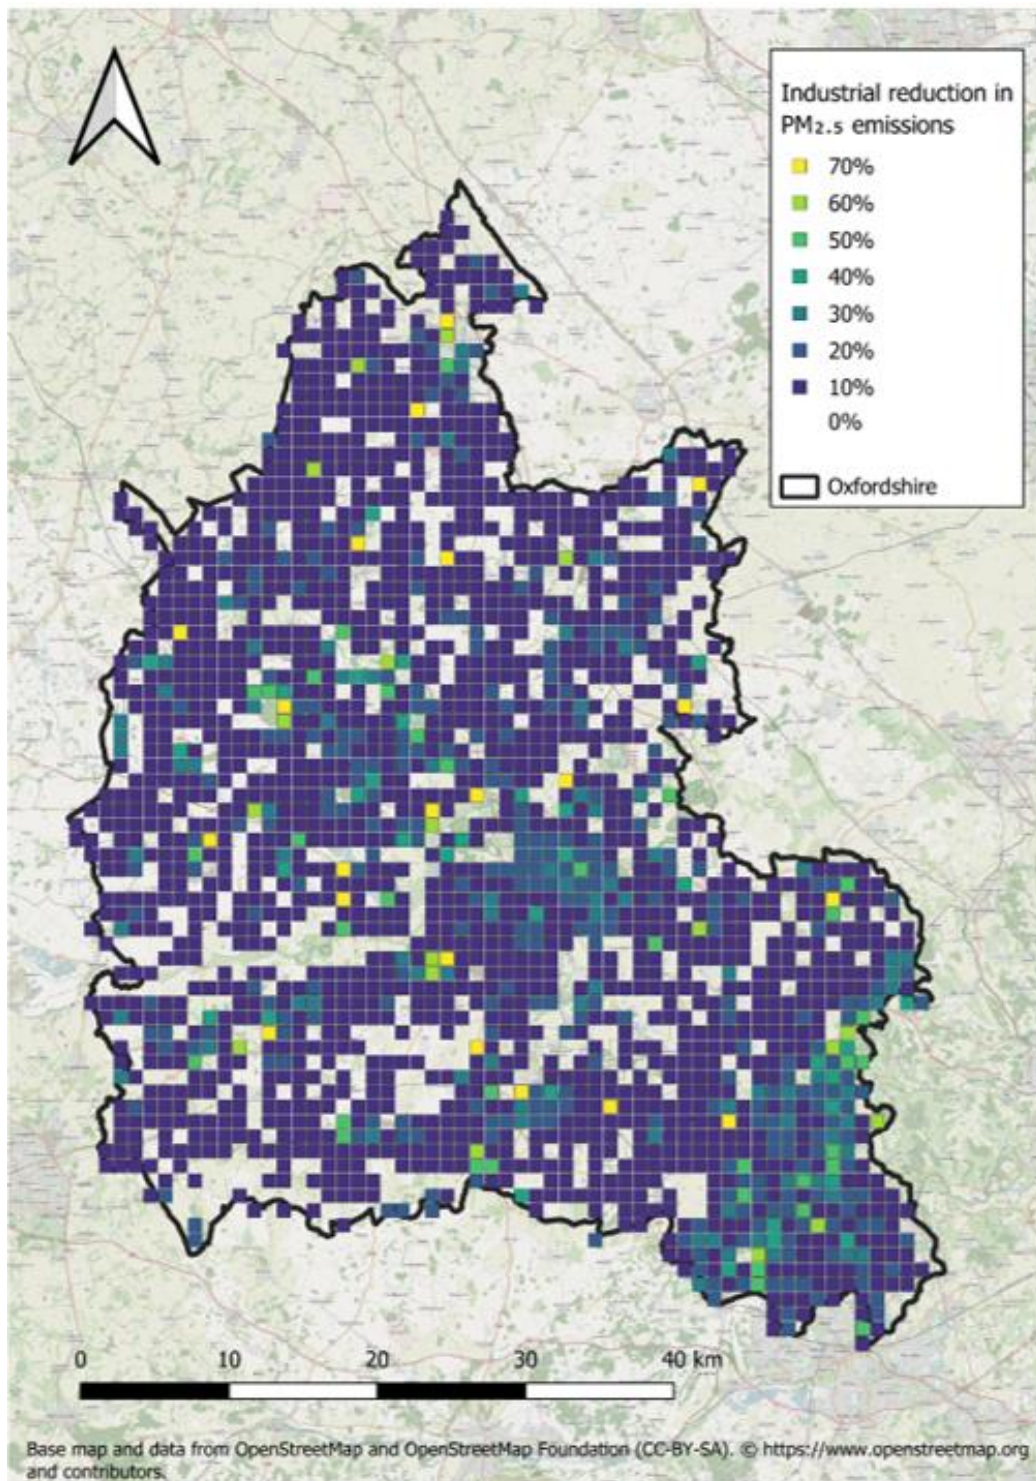 Industrial reduction in
PM₂.₅ emissions
70%
60%
50%
40%
30%
20%
10%
0%
Oxfordshire
0 10 20 30 40 km
Base map and data from OpenStreetMap and OpenStreetMap Foundation (CC-BY-SA). © https://www.openstreetmap.org
and contributors.